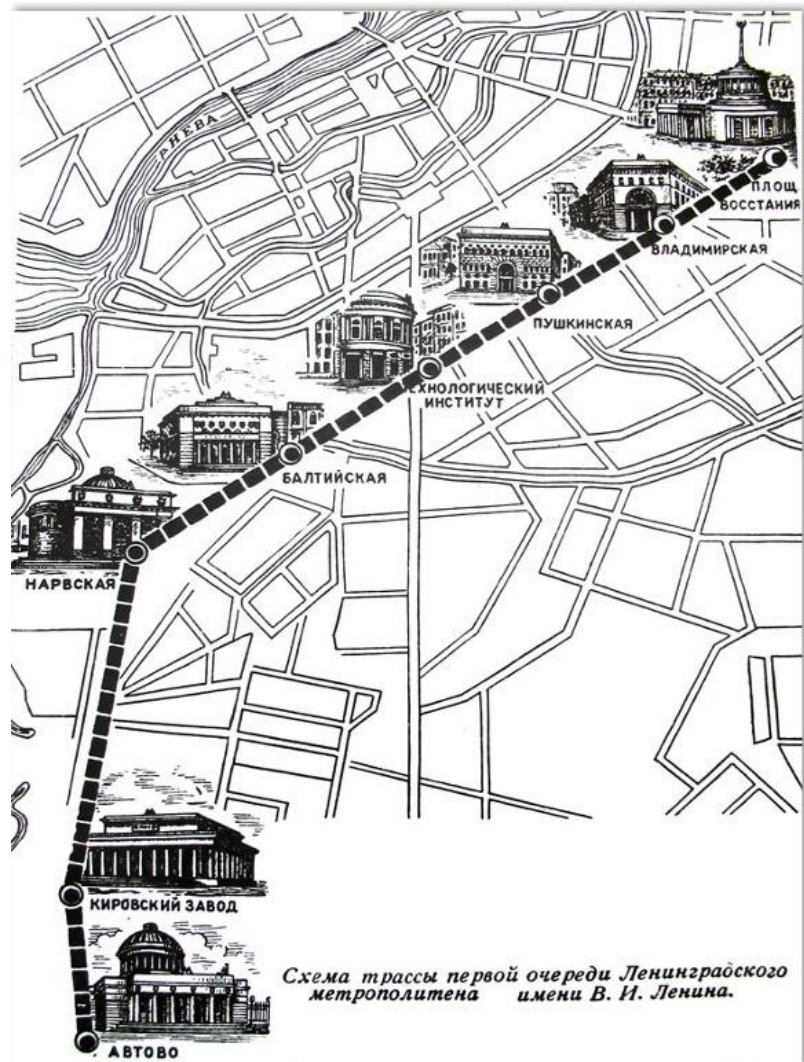 р НЕВА
ПЛОЩ
ВОССТАНИЯ
ВЛАДИМИРСКАЯ
ПУШКИНСКАЯ
ЕХНОЛОГИЧЕСКИЙ
ИНСТИТУТ
БАЛТИЙСКАЯ
НАРВСКАЯ
КИРОВСКИЙ ЗАВОД
АВТОВО
Схема трассы первой очереди Ленинградского
метрополитена имени В. И. Ленина.